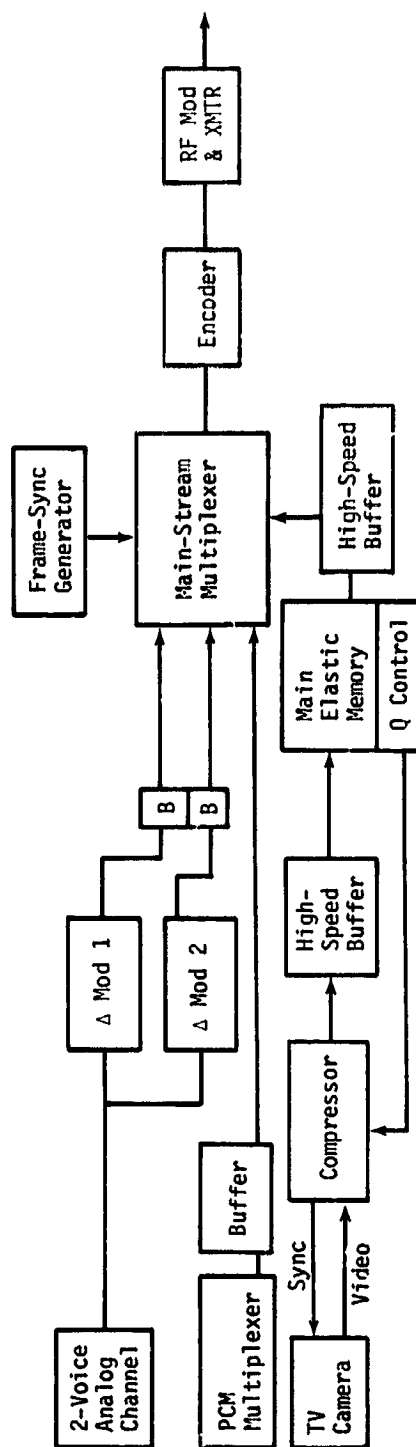 2-Voice
Analog
Channel
Δ Mod 1
Δ Mod 2
B
B
Frame-Sync
Generator
Main-Stream
Multiplexer
Encoder
RF Mod
& XMTR
PCM
Multiplexer
Buffer
TV
Camera
Sync
Video
Compressor
High-
Speed
Buffer
Main
Elastic
Memory
Q Control
High-Speed
Buffer